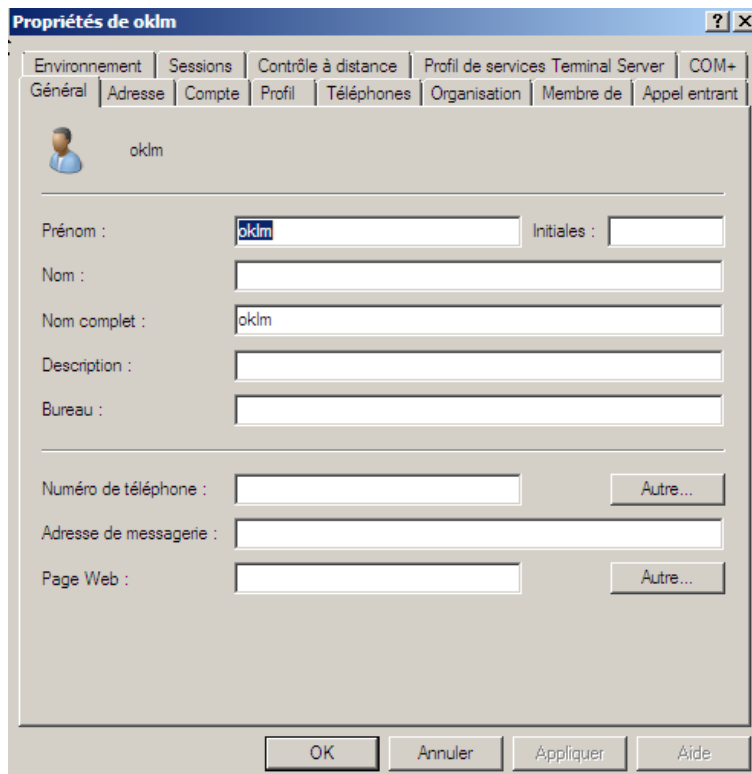 Propriétés de oklm ? X
Environnement Sessions Contrôle à distance Profil de services Terminal Server COM+
Général Adresse Compte Profil Téléphones Organisation Membre de Appel entrant
oklm
Prénom : oklm Initiales :
Nom :
Nom complet : oklm
Description :
Bureau :
Numéro de téléphone : Autre...
Adresse de messagerie :
Page Web : Autre...
OK Annuler Appliquer Aide